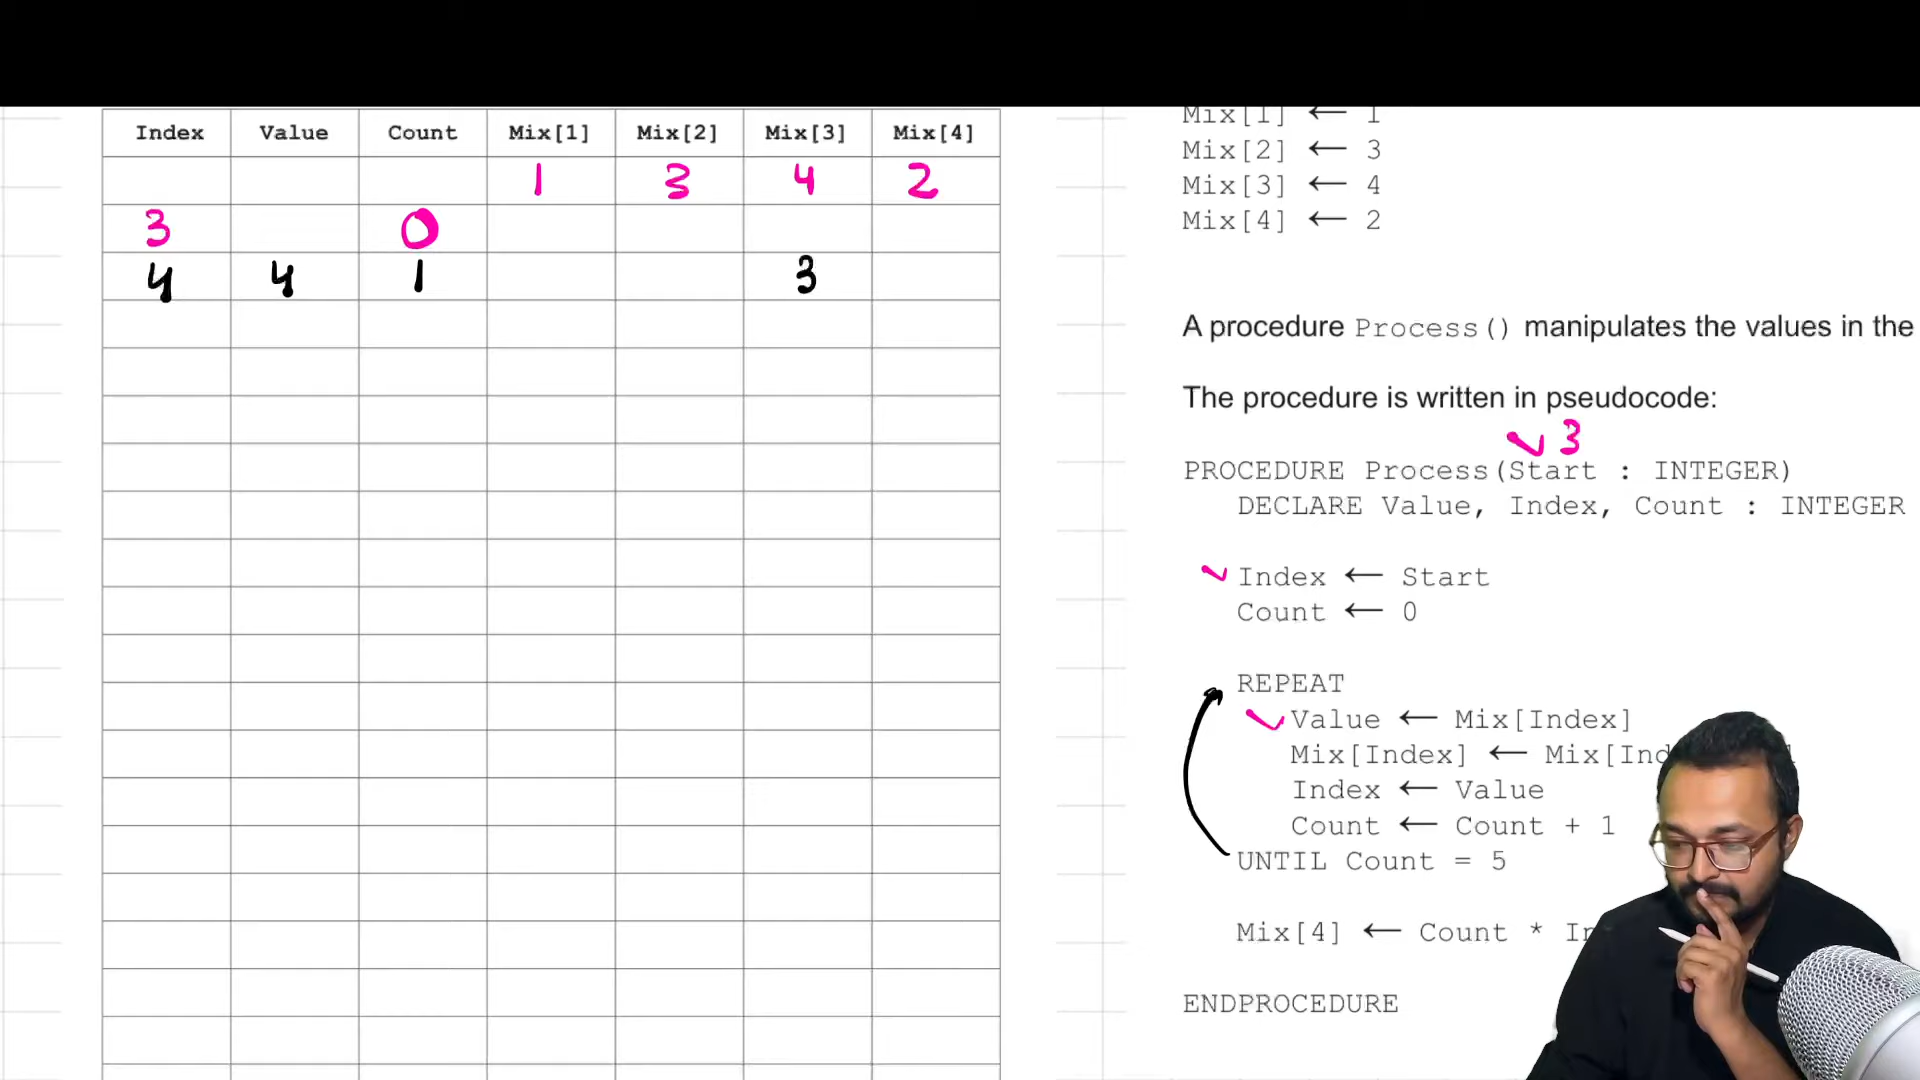 Index Value Count Mix[1] Mix[2] Mix[3] Mix[4]
1 3 4 2
3 0
4 4 1 3
Mix[1] ← 1
Mix[2] ← 3
Mix[3] ← 4
Mix[4] ← 2
A procedure Process() manipulates the values in the
The procedure is written in pseudocode:
3
PROCEDURE Process(Start : INTEGER)
DECLARE Value, Index, Count : INTEGER
Index ← Start
Count ← 0
REPEAT
Value ← Mix[Index]
Mix[Index] ← Mix[Ind
Index ← Value
Count ← Count + 1
UNTIL Count = 5
Mix[4] ← Count * In
ENDPROCEDURE